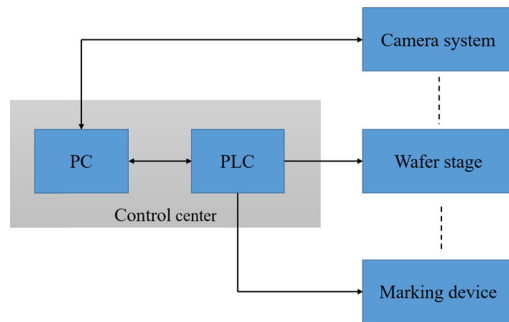 Camera system
PC
PLC
Wafer stage
Control center
Marking device